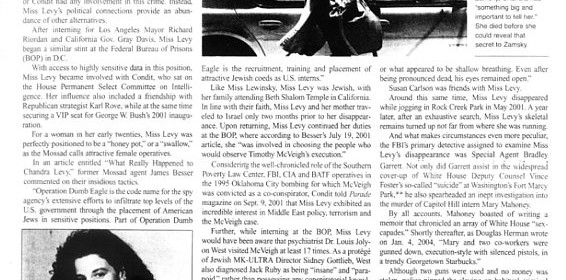 of Condit had any involvement in this crime. Instead,
Miss Levy's political connections provide an abun-
dance of other alternatives.
After interning for Los Angeles Mayor Richard
Riordan and California Gov. Gray Davis, Miss Levy
began a similar stint at the Federal Bureau of Prisons
(BOP) in D.C.
With access to highly sensitive data in this position,
Miss Levy became involved with Condit, who sat on
the House Permanent Select Committee on Intelli-
gence. Her influence also included a friendship with
Republican strategist Karl Rove, while at the same time
securing a VIP seat for George W. Bush's 2001 inaugu-
ration.
For a woman in her early twenties, Miss Levy was
perfectly positioned to be a "honey pot," or a "swallow,"
as the Mossad calls attractive female operatives.
In an article entitled "What Really Happened to
Chandra Levy," former Mossad agent James Besser
commented on their insidious tactics:
"Operation Dumb Eagle is the code name for the spy
agency's extensive efforts to infiltrate top levels of the
U.S. government through the placement of American
Jews in sensitive positions. Part of Operation Dumb
Eagle is the recruitment, training and placement of
attractive Jewish coeds as U.S. interns."
Like Miss Lewinsky, Miss Levy was Jewish, with
her family attending Beth Shalom Temple in California.
In line with their faith, Miss Levy and her mother trav-
eled to Israel only two months prior to her disappear-
ance. Upon returning, Miss Levy continued her duties
at the BOP, where according to Besser's July 19, 2001
article, she "was involved in choosing the people who
would observe Timothy McVeigh's execution."
Considering the well-chronicled role of the Southern
Poverty Law Center, FBI, CIA and BATF operatives in
the 1995 Oklahoma City bombing for which McVeigh
was convicted as a co-conspirator, Condit told Parade
magazine on Sept. 9, 2001 that Miss Levy exhibited an
incredible interest in Middle East policy, terrorism and
the McVeigh case.
Further, while interning at the BOP, Miss Levy
would have been aware that psychiatrist Dr. Louis Joly-
on West visited McVeigh at least 17 times. As a protégé
of Jewish MK-ULTRA Director Sidney Gottlieb, West
also diagnosed Jack Ruby as being "insane" and "para-
"something big and
important to tell her."
She died before she
could reveal that
secret to Zamsky.
or what appeared to be shallow breathing. Even after
being pronounced dead, his eyes remained open."
Susan Carlson was friends with Miss Levy.
Around this same time, Miss Levy disappeared
while jogging in Rock Creek Park in May 2001. A year
later, after an exhaustive search, Miss Levy's skeletal
remains turned up not far from where she was running.
And what makes circumstances even more peculiar,
the FBI's primary detective assigned to examine Miss
Levy's disappearance was Special Agent Bradley
Garrett. Not only did Garrett assist in the widespread
cover-up of White House Deputy Counsel Vince
Foster's so-called "suicide" at Washington's Fort Marcy
Park,** he also spearheaded an inept investigation into
the murder of Capitol Hill intern Mary Mahoney.
By all accounts, Mahoney boasted of writing a
memoir that chronicled an array of White House "sex-
capades." Shortly thereafter, as Douglas Herman wrote
on Jan. 4, 2004, "Mary and two co-workers were
gunned down, execution-style with silenced pistols, in
a trendy Georgetown Starbucks."
Although two guns were used and no money was